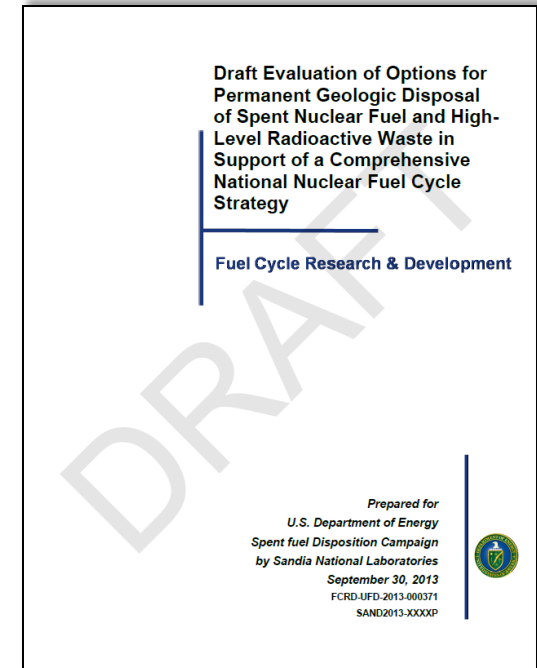 Draft Evaluation of Options for
Permanent Geologic Disposal
of Spent Nuclear Fuel and High-
Level Radioactive Waste in
Support of a Comprehensive
National Nuclear Fuel Cycle
Strategy
Fuel Cycle Research & Development
DRAFT
Prepared for
U.S. Department of Energy
Spent fuel Disposition Campaign
by Sandia National Laboratories
September 30, 2013
FCRD-UFD-2013-000371
SAND2013-XXXXP